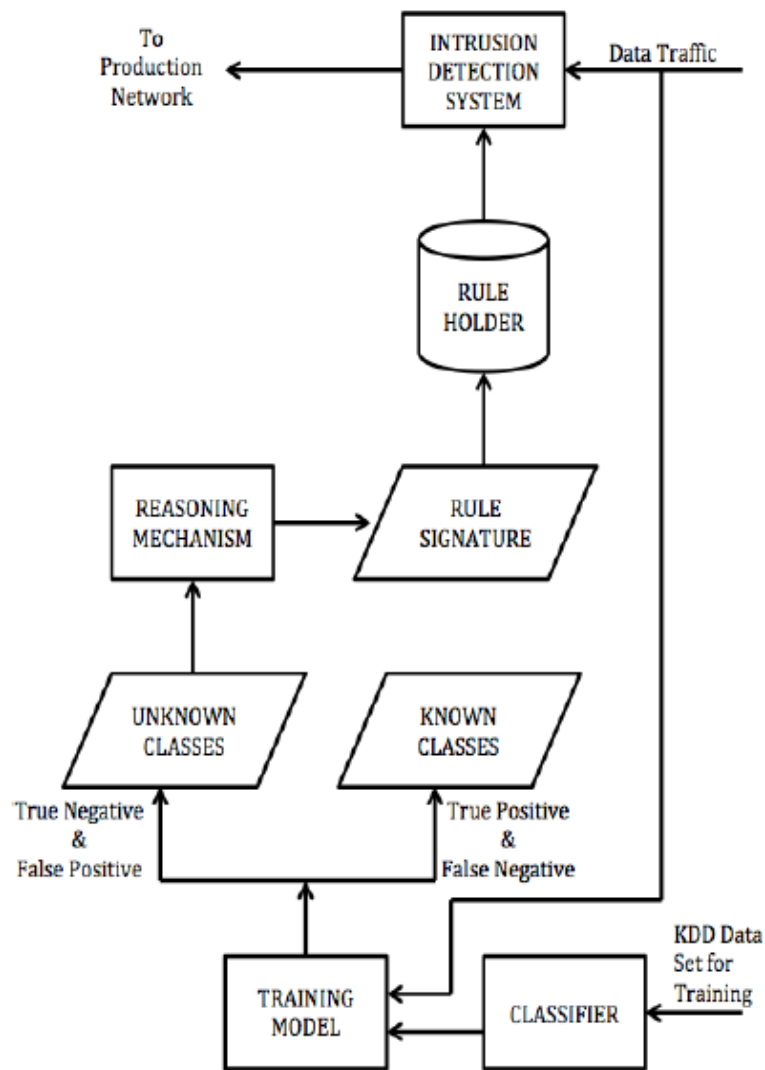 To
Production
Network
INTRUSION
DETECTION
SYSTEM
Data Traffic
RULE
HOLDER
REASONING
MECHANISM
RULE
SIGNATURE
UNKNOWN
CLASSES
KNOWN
CLASSES
True Negative
&
False Positive
True Positive
&
False Negative
TRAINING
MODEL
CLASSIFIER
KDD Data
Set for
Training